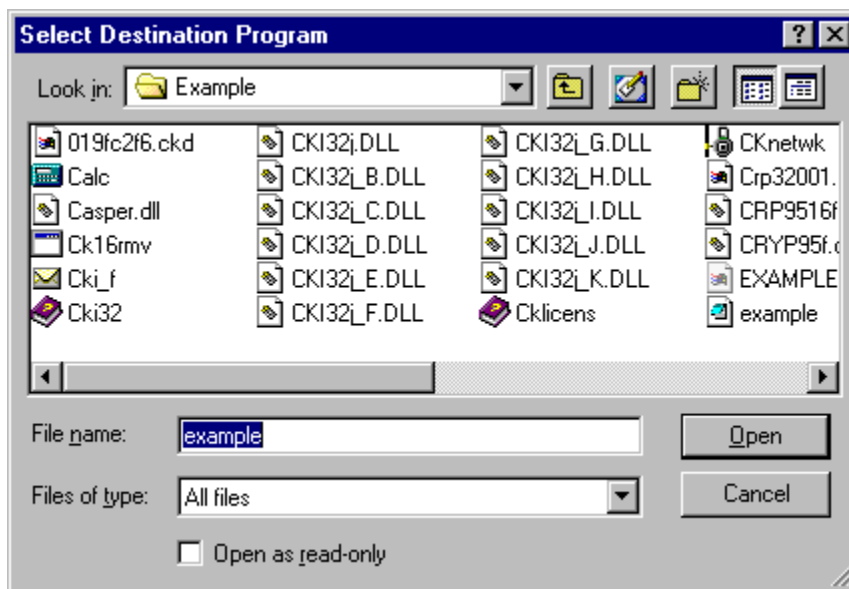 Select Destination Program
Look in: Example
019fc2f6.ckd CKI32j.DLL CKI32j_G.DLL CKnetwk
Calc CKI32j_B.DLL CKI32j_H.DLL Crp32001.
Casper.dll CKI32j_C.DLL CKI32j_I.DLL CRP9516f
Ck16rmv CKI32j_D.DLL CKI32j_J.DLL CRYP95f.
Cki_f CKI32j_E.DLL CKI32j_K.DLL EXAMPLE
Cki32 CKI32j_F.DLL Cklicens example
File name: example Open
Files of type: All files Cancel
Open as read-only